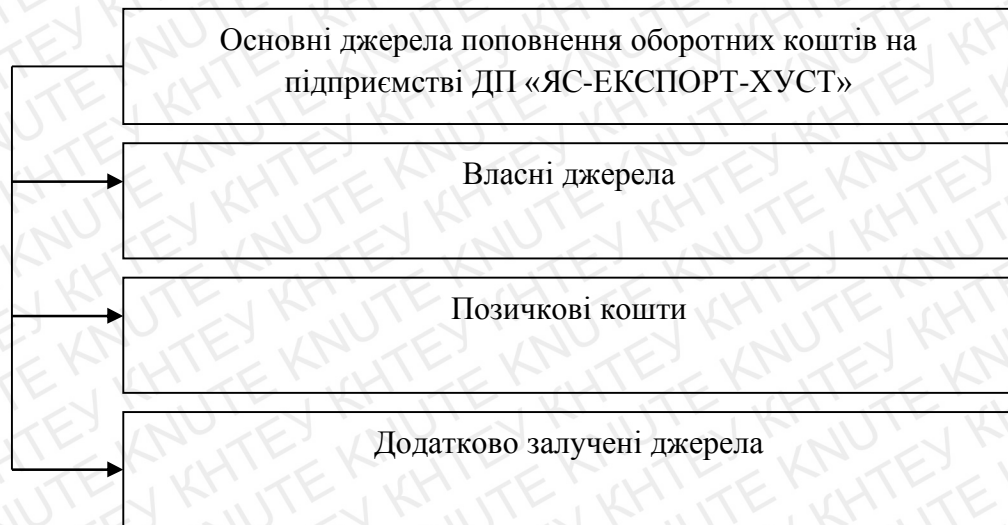 Основні джерела поповнення оборотних коштів на
підприємстві ДП «ЯС-ЕКСПОРТ-ХУСТ»
Власні джерела
Позичкові кошти
Додатково залучені джерела